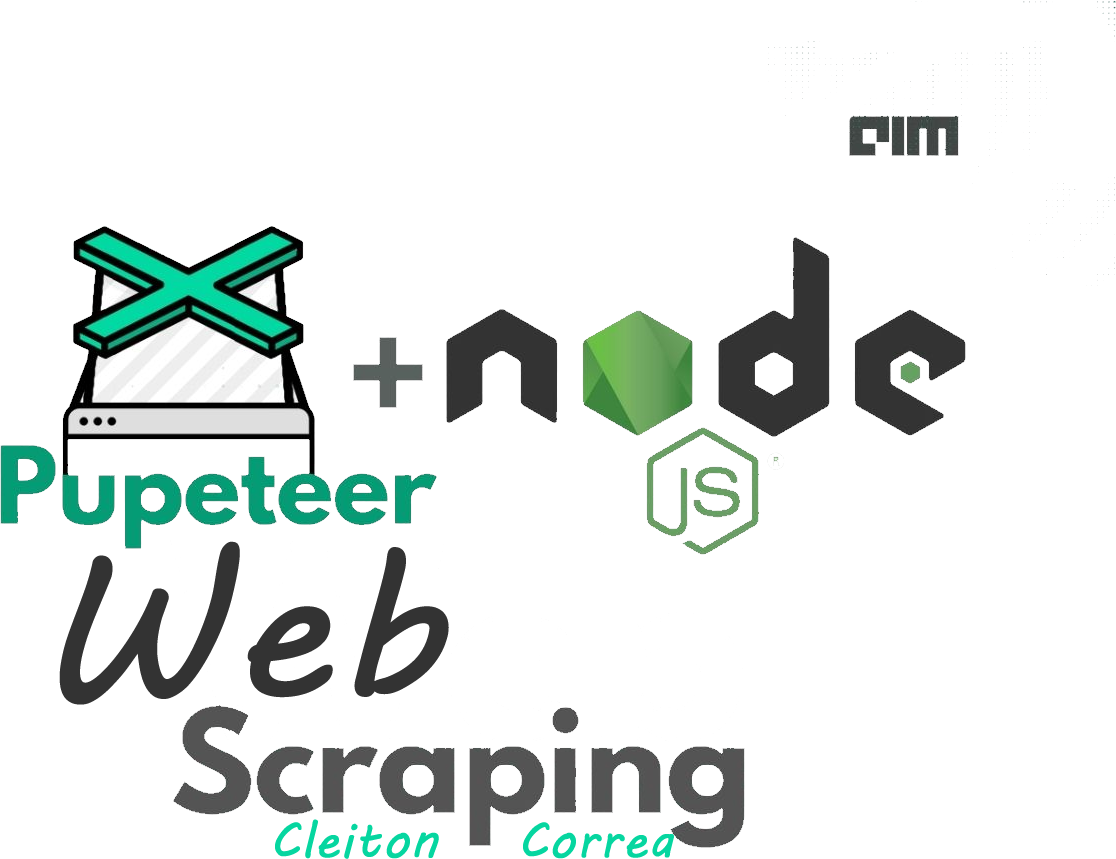 AIM
+ node
JS
Pupeteer
Web
Scraping
Cleiton Correa